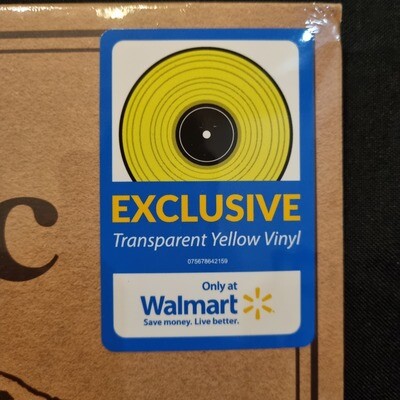 c
EXCLUSIVE
Transparent Yellow Vinyl
075678642159
Only at
Walmart
Save money. Live better.